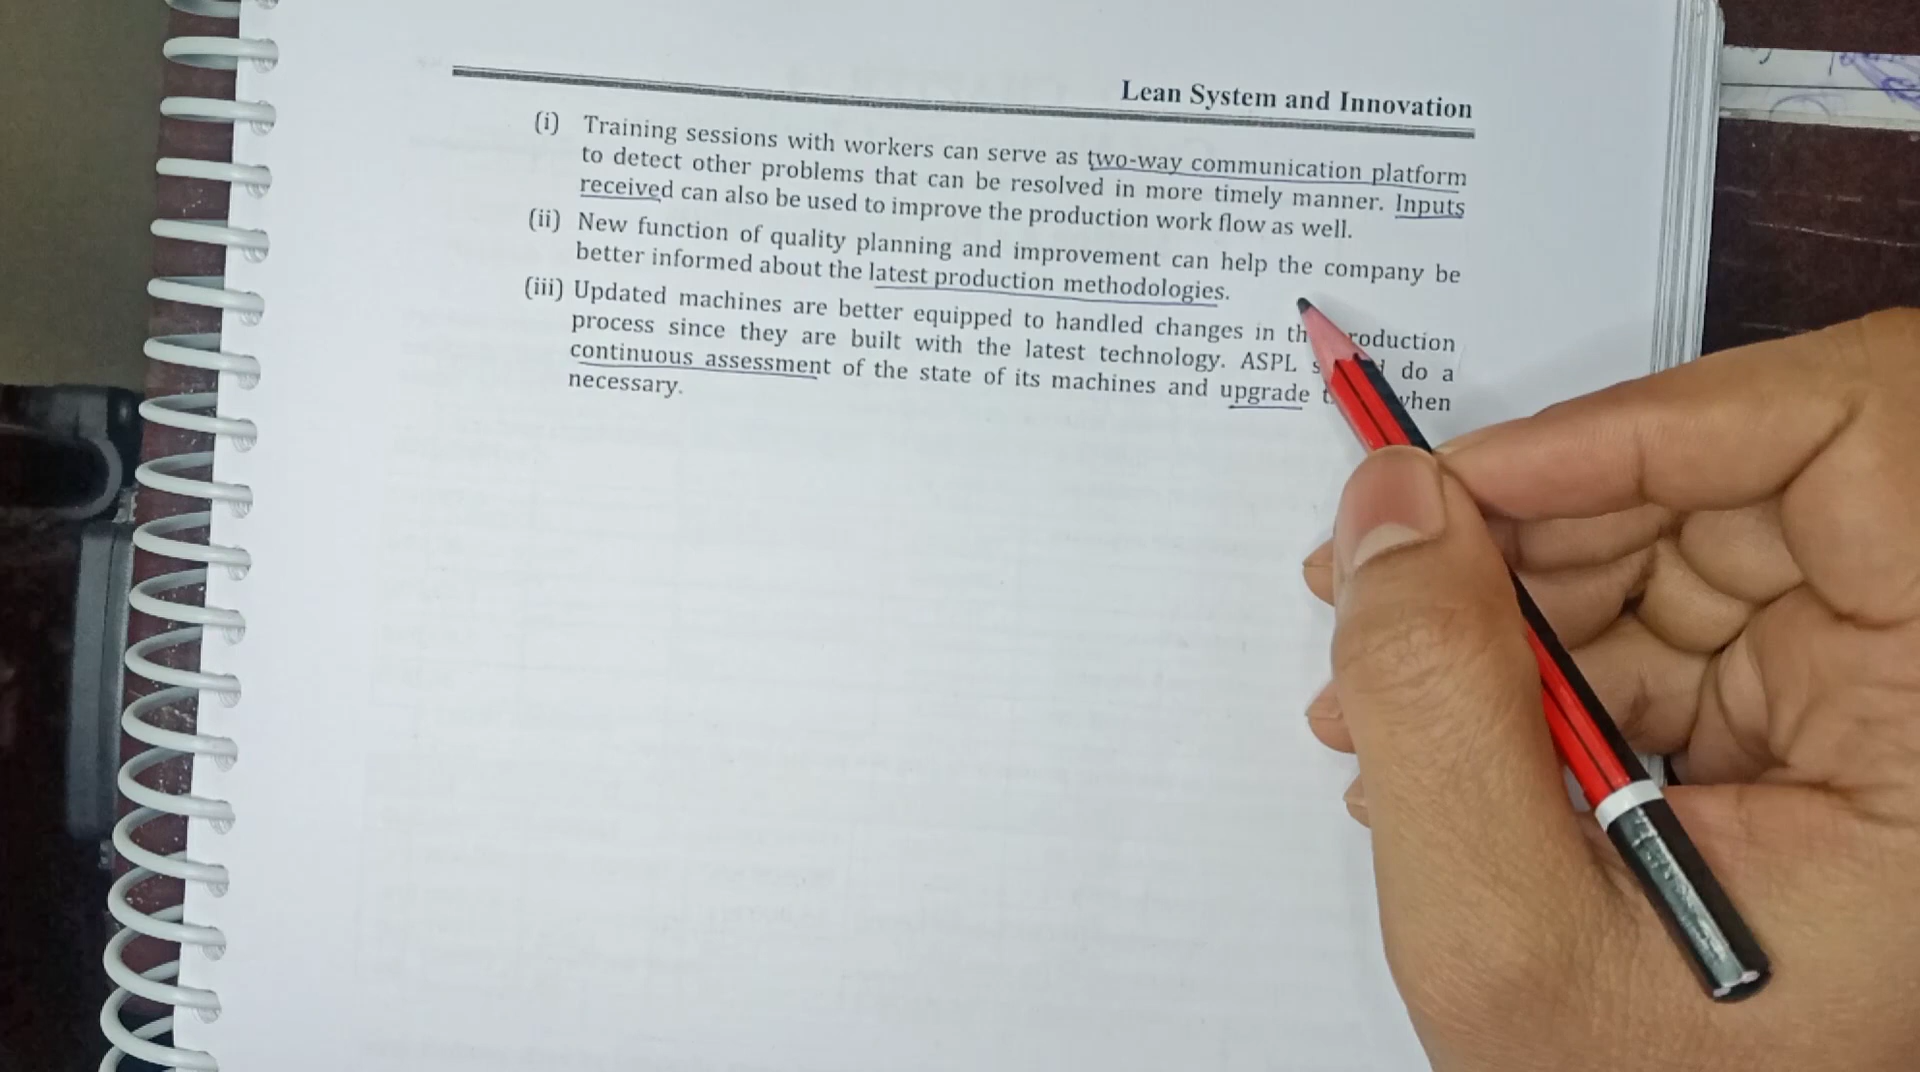 Lean System and Innovation
(i) Training sessions with workers can serve as two-way communication platform
to detect other problems that can be resolved in more timely manner. Inputs
received can also be used to improve the production work flow as well.
(ii) New function of quality planning and improvement can help the company be
better informed about the latest production methodologies.
(iii) Updated machines are better equipped to handled changes in th roduction
process since they are built with the latest technology. ASPL do a
continuous assessment of the state of its machines and upgrade when
necessary.